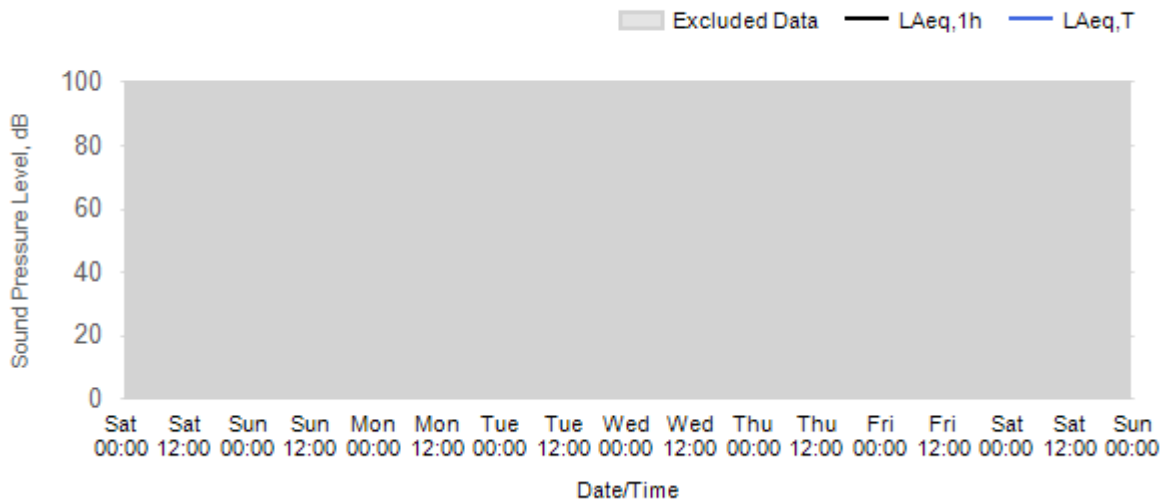 Excluded Data LAeq,1h LAeq,T
Sound Pressure Level, dB
100
80
60
40
20
0
Sat Sat Sun Sun Mon Mon Tue Tue Wed Wed Thu Thu Fri Fri Sat Sat Sun
00:00 12:00 00:00 12:00 00:00 12:00 00:00 12:00 00:00 12:00 00:00 12:00 00:00 12:00 00:00 12:00 00:00
Date/Time